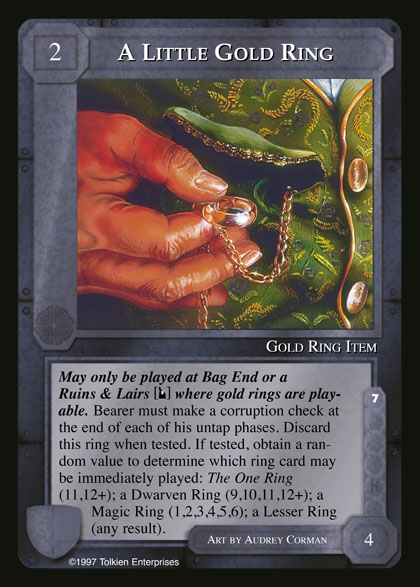 2
A Little Gold Ring
Gold Ring Item
May only be played at Bag End or a
Ruins & Lairs [] where gold rings are play-
able. Bearer must make a corruption check at
the end of each of his untap phases. Discard
this ring when tested. If tested, obtain a ran-
dom value to determine which ring card may
be immediately played: The One Ring
(11,12+); a Dwarven Ring (9,10,11,12+); a
Magic Ring (1,2,3,4,5,6); a Lesser Ring
(any result).
7
Art by Audrey Corman
4
©1997 Tolkien Enterprises